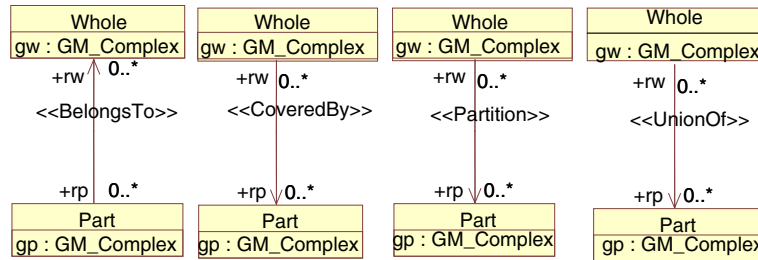 Whole
gw : GM_Complex
+rw 0..*
<<BelongsTo>>
+rp 0..*
Part
gp : GM_Complex
Whole
gw : GM_Complex
+rw 0..*
<<CoveredBy>>
+rp 0..*
Part
gp : GM_Complex
Whole
gw : GM_Complex
+rw 0..*
<<Partition>>
+rp 0..*
Part
gp : GM_Complex
Whole
gw : GM_Complex
+rw 0..*
<<UnionOf>>
+rp 0..*
Part
gp : GM_Complex